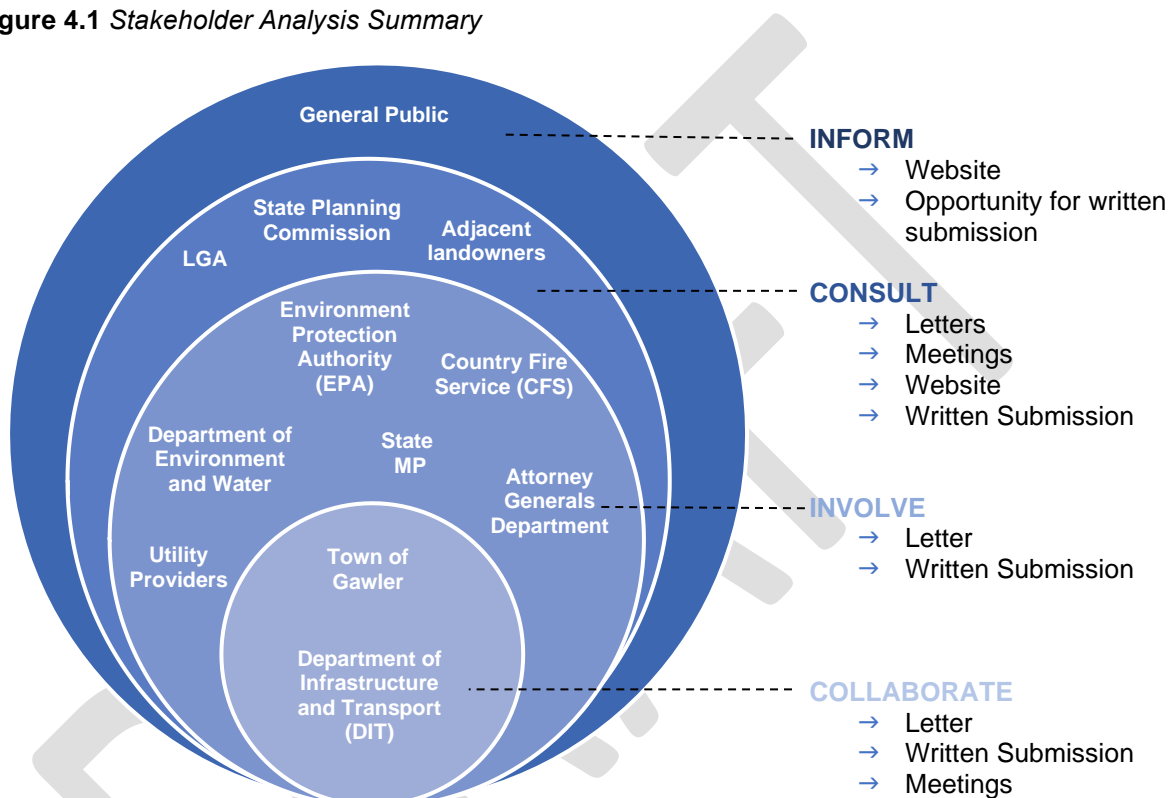 gure 4.1 Stakeholder Analysis Summary
General Public
State Planning
Commission
Adjacent
landowners
LGA
Environment
Protection
Authority
(EPA)
Country Fire
Service (CFS)
Department of
Environment
and Water
State
MP
Attorney
Generals
Department
Utility
Providers
Town of
Gawler
Department of
Infrastructure
and Transport
(DIT)
INFORM
→ Website
→ Opportunity for written
submission
CONSULT
→ Letters
→ Meetings
→ Website
→ Written Submission
INVOLVE
→ Letter
→ Written Submission
COLLABORATE
→ Letter
→ Written Submission
→ Meetings